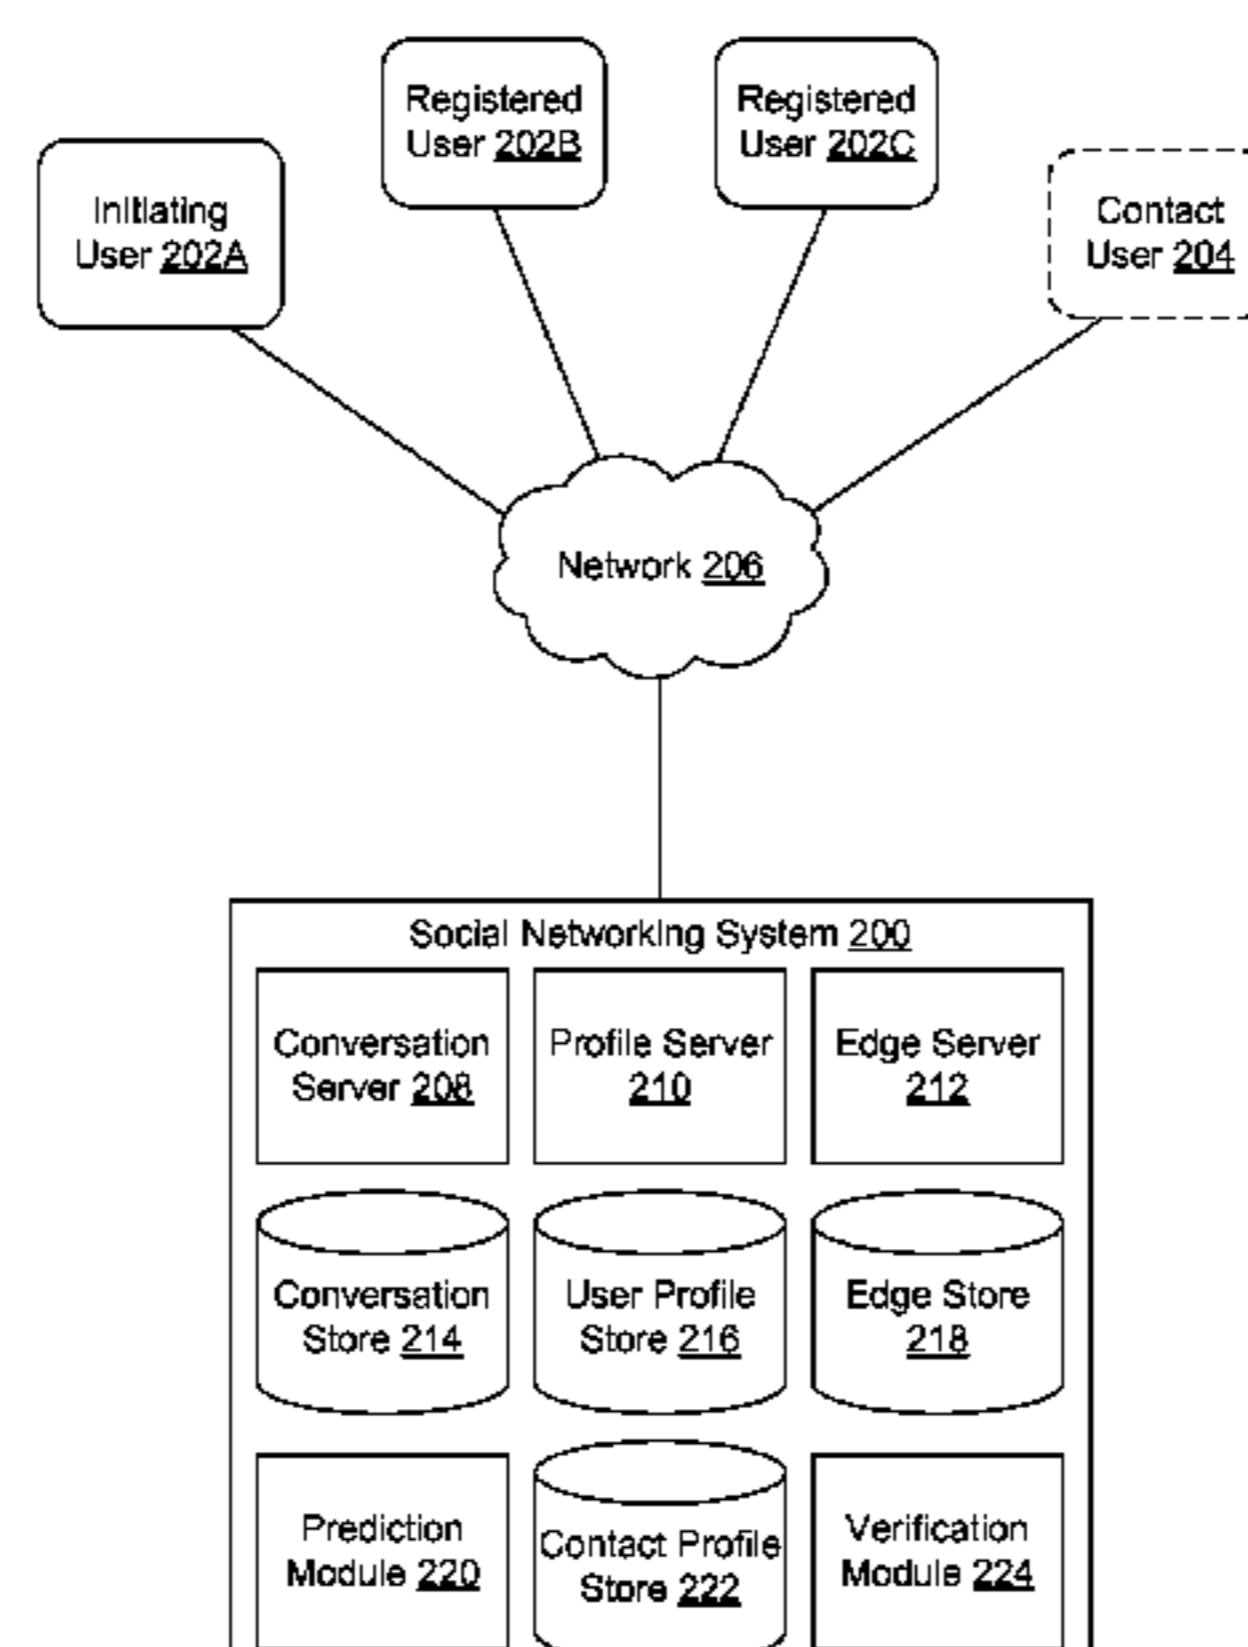 Registered
User 202B
Registered
User 202C
Initiating
User 202A
Contact
User 204
Network 206
Social Networking System 200
Conversation
Server 208
Profile Server
210
Edge Server
212
Conversation
Store 214
User Profile
Store 216
Edge Store
218
Prediction
Module 220
Contact Profile
Store 222
Verification
Module 224